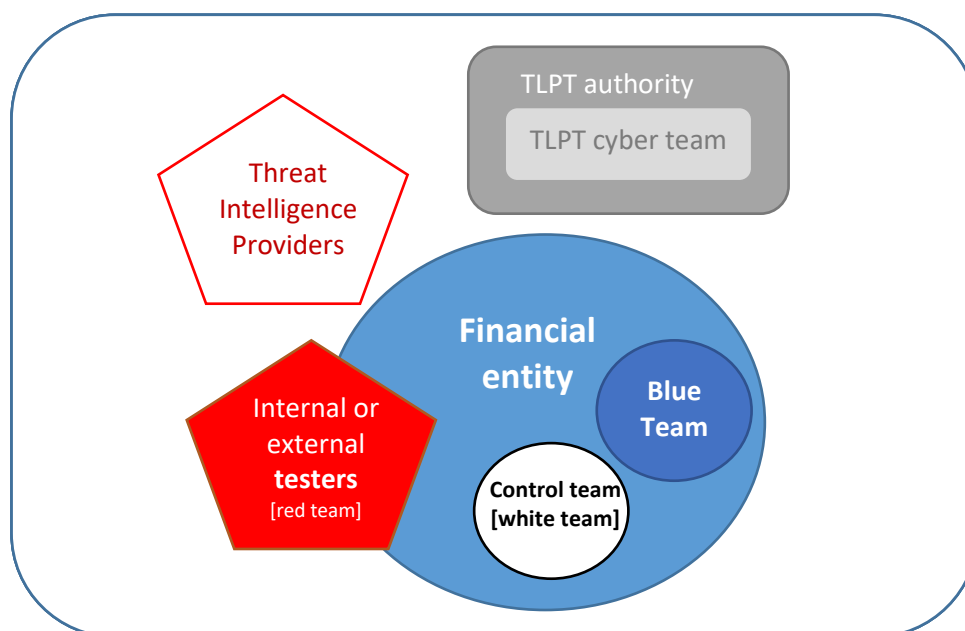 TLPT authority
TLPT cyber team
Threat
Intelligence
Providers
Financial
entity
Blue
Team
Internal or
external
testers
[red team]
Control team
[white team]